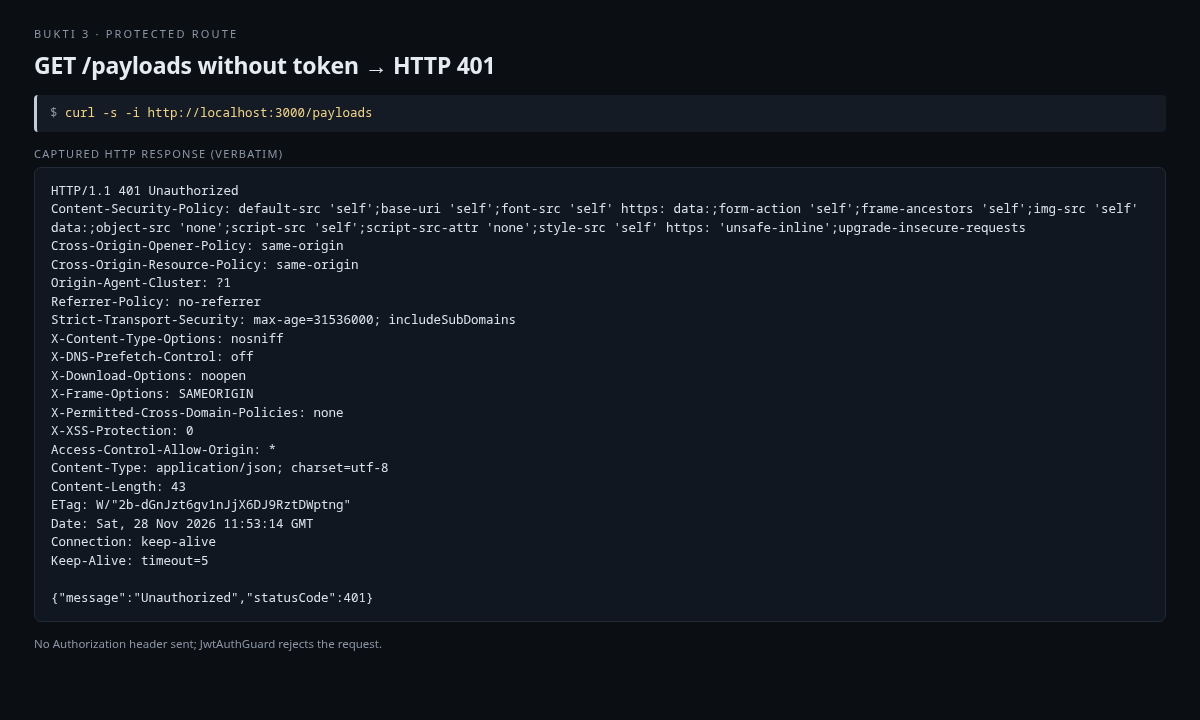 BUKTI 3 · PROTECTED ROUTE
GET /payloads without token → HTTP 401
$ curl -s -i http://localhost:3000/payloads
CAPTURED HTTP RESPONSE (VERBATIM)
HTTP/1.1 401 Unauthorized
Content-Security-Policy: default-src 'self';base-uri 'self';font-src 'self' https: data:;form-action 'self';frame-ancestors 'self';img-src 'self'
data:;object-src 'none';script-src 'self';script-src-attr 'none';style-src 'self' https: 'unsafe-inline';upgrade-insecure-requests
Cross-Origin-Opener-Policy: same-origin
Cross-Origin-Resource-Policy: same-origin
Origin-Agent-Cluster: ?1
Referrer-Policy: no-referrer
Strict-Transport-Security: max-age=31536000; includeSubDomains
X-Content-Type-Options: nosniff
X-DNS-Prefetch-Control: off
X-Download-Options: noopen
X-Frame-Options: SAMEORIGIN
X-Permitted-Cross-Domain-Policies: none
X-XSS-Protection: 0
Access-Control-Allow-Origin: *
Content-Type: application/json; charset=utf-8
Content-Length: 43
ETag: W/"2b-dGnJzt6gv1nJjX6DJ9RztDWptng"
Date: Sat, 28 Nov 2026 11:53:14 GMT
Connection: keep-alive
Keep-Alive: timeout=5
{"message":"Unauthorized","statusCode":401}
No Authorization header sent; JwtAuthGuard rejects the request.